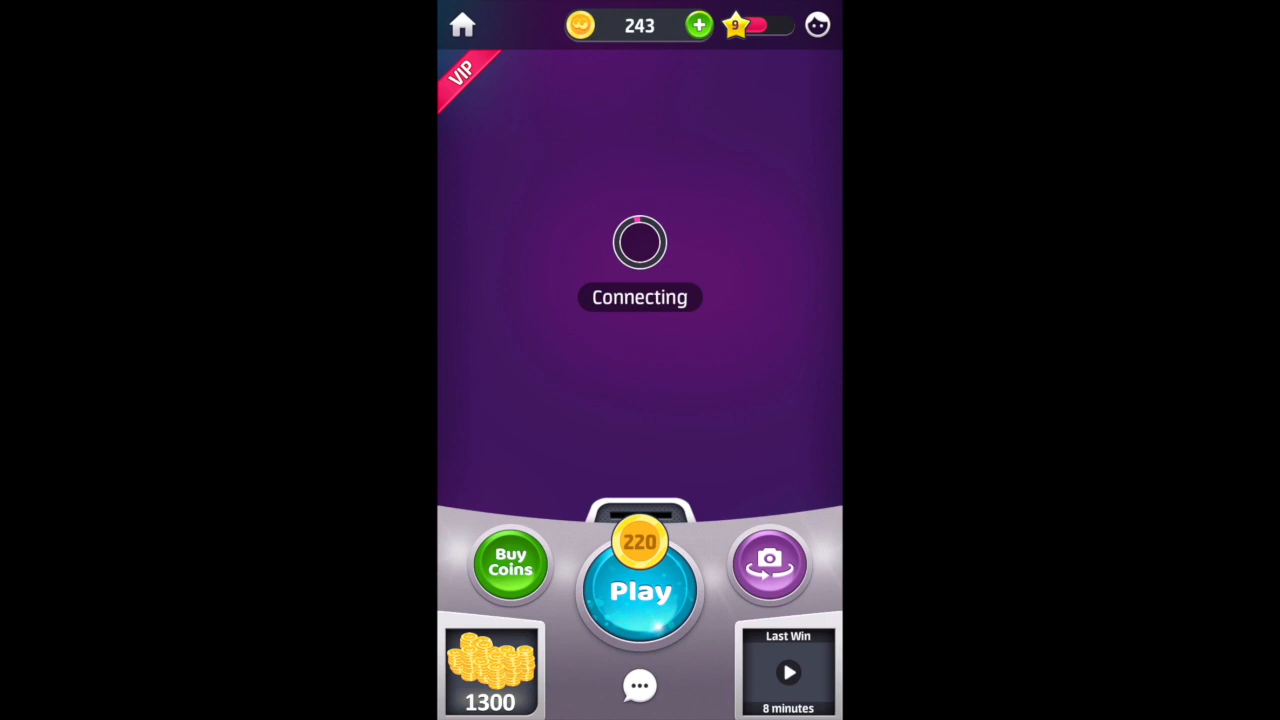 243
9
VIP
Connecting
220
Buy
Coins
Play
1300
Last Win
8 minutes